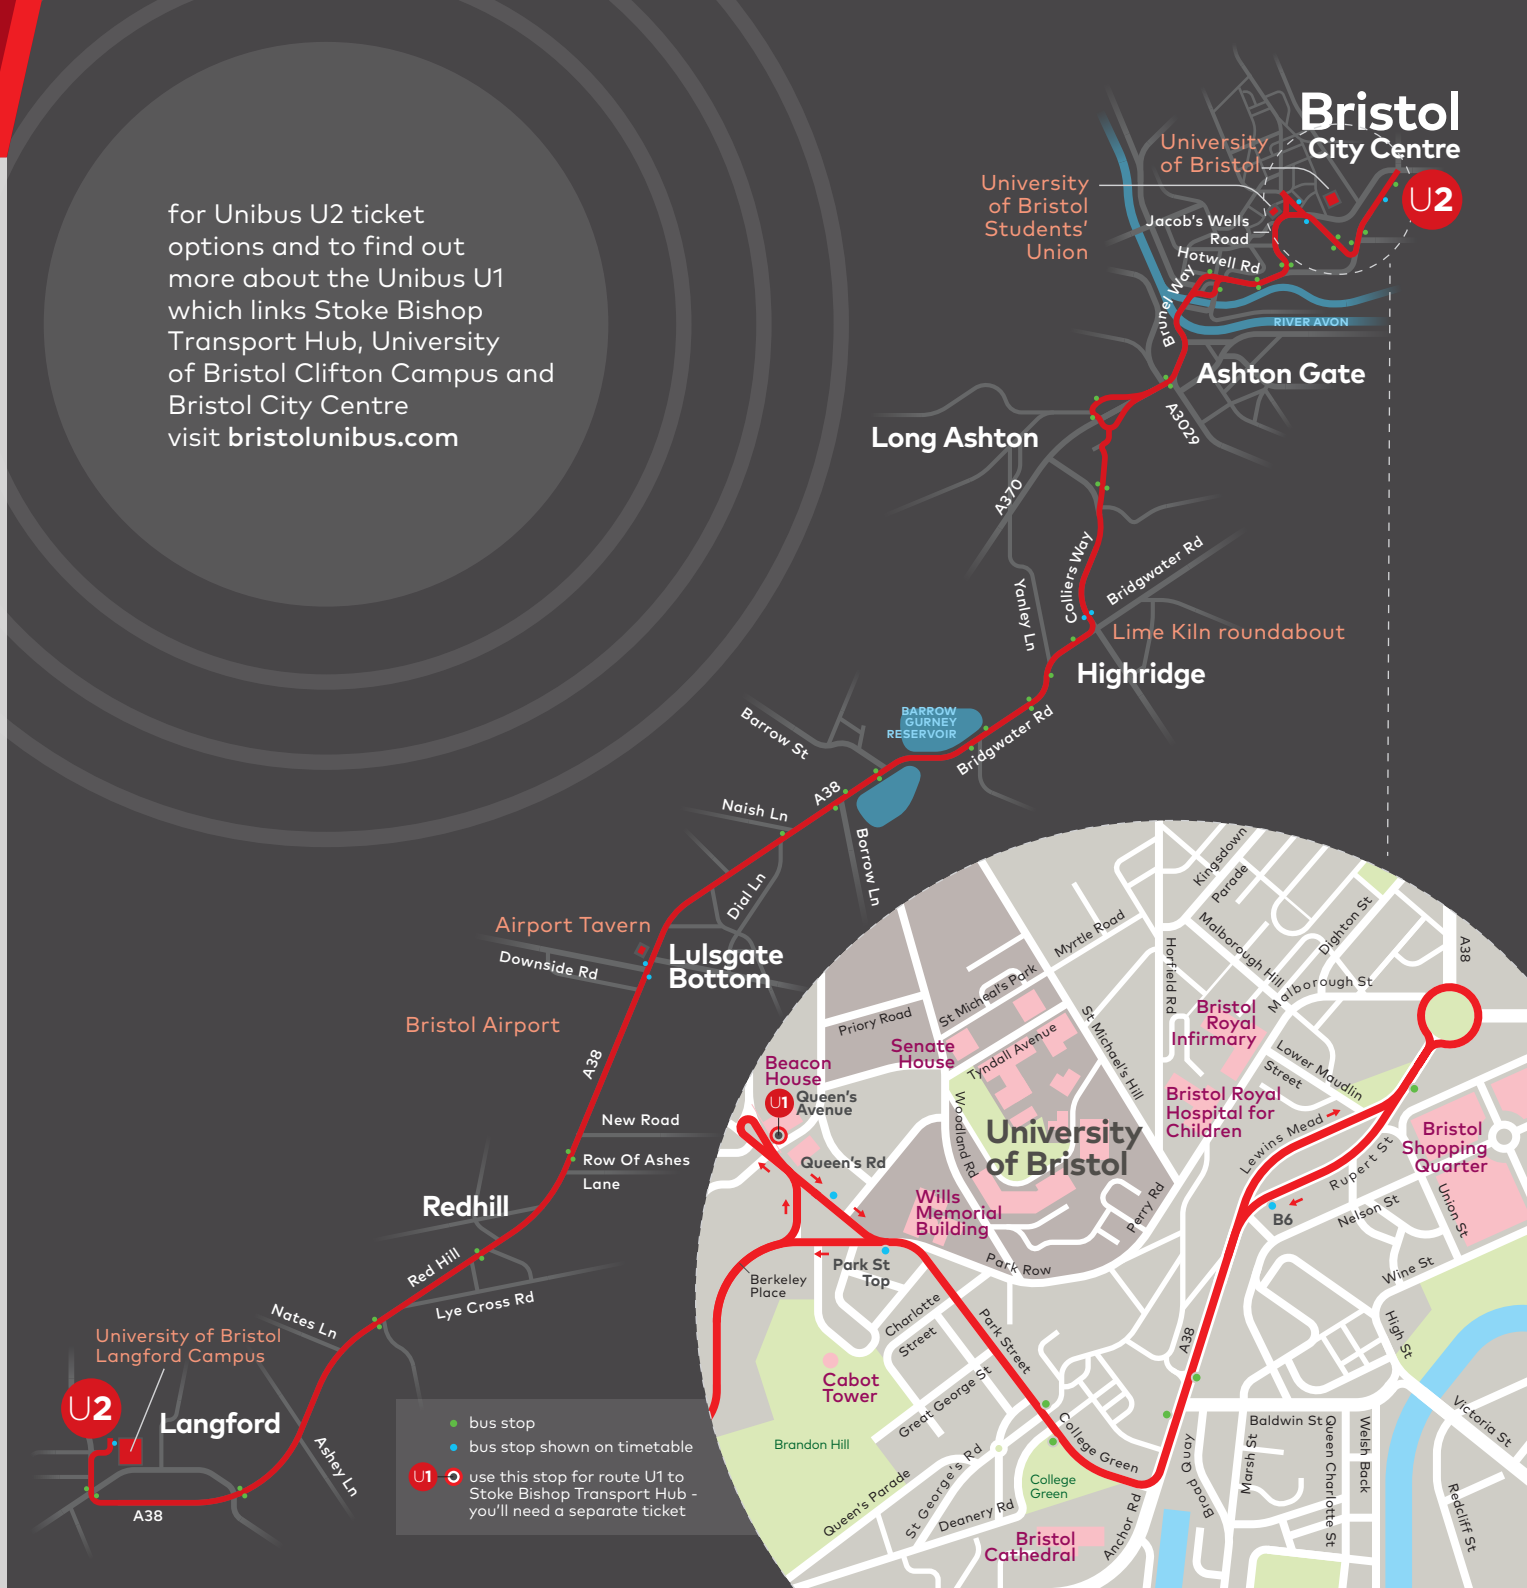 for Unibus U2 ticket
options and to find out
more about the Unibus U1
which links Stoke Bishop
Transport Hub, University
of Bristol Clifton Campus and
Bristol City Centre
visit bristolunibus.com
Bristol
City Centre
U2
University
of Bristol
University
of Bristol
Students'
Union
Jacob's Wells
Road
Hotwell Rd
Brunel Way
RIVER AVON
Ashton Gate
A3029
Long Ashton
A370
Colliers Way
Bridgwater Rd
Yanley Ln
Lime Kiln roundabout
Highridge
BARROW
GURNEY
RESERVOIR
Bridgwater Rd
Barrow St
A38
Naish Ln
Borrow Ln
Dial Ln
Airport Tavern
Lulsgate
Bottom
Downside Rd
Bristol Airport
A38
New Road
Row Of Ashes
Lane
Redhill
Red Hill
Lye Cross Rd
Nates Ln
University of Bristol
Langford Campus
U2
Langford
Ashley Ln
A38
bus stop
bus stop shown on timetable
U1
use this stop for route U1 to
Stoke Bishop Transport Hub -
you'll need a separate ticket
Kingsdown
Parade
Dighton St
Myrtle Road
Malborough Hill
Malborough St
A38
Horfield Rd
St Micheal's Park
Priory Road
Senate
House
Tyndall Avenue
St Michael's Hill
Bristol
Royal
Infirmary
Lower Maudlin
Street
Beacon
House
U1
Queen's
Avenue
Woodland Rd
University
of Bristol
Bristol Royal
Hospital for
Children
Lewins Mead
Rupert St
Bristol
Shopping
Quarter
Queen's Rd
Wills
Memorial
Building
Perry Rd
B6
Nelson St
Union St
Park St
Top
Park Row
Wine St
Berkeley
Place
Charlotte
Street
Park Street
A38
High St
Cabot
Tower
Great George St
College Green
Baldwin St
Victoria St
Brandon Hill
St George's Rd
College
Green
Broad Quay
Marsh St
Queen Charlotte St
Welsh Back
Redcliff St
Queen's Parade
Deanery Rd
Anchor Rd
Bristol
Cathedral